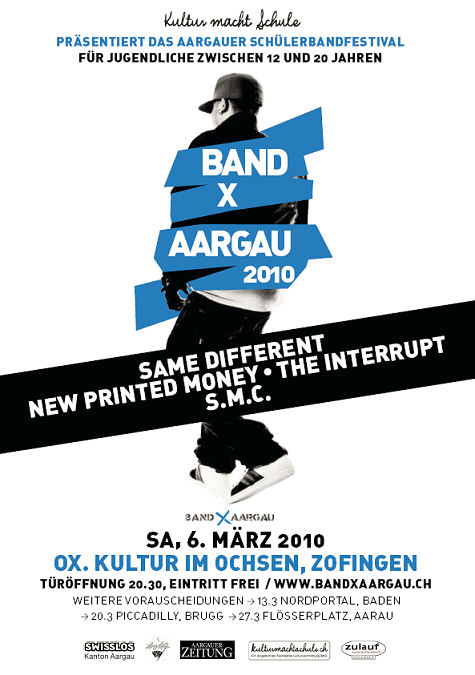 Kultur macht Schule
PRÄSENTIERT DAS AARGAUER SCHÜLERBANDFESTIVAL
FÜR JUGENDLICHE ZWISCHEN 12 UND 20 JAHREN
BAND
X
AARGAU
2010
SAME DIFFERENT
NEW PRINTED MONEY • THE INTERRUPT
S.M.C.
BAND X AARGAU
SA, 6. MÄRZ 2010
OX. KULTUR IM OCHSEN, ZOFINGEN
TÜRÖFFNUNG 20.30, EINTRITT FREI / WWW.BANDXAARGAU.CH
WEITERE VORAUSCHEIDUNGEN → 13.3 NORDPORTAL, BADEN
→ 20.3 PICCADILLY, BRUGG → 27.3 FLÖSSERPLATZ, AARAU
SWISSLOS
Kanton Aargau
AARGAUER
ZEITUNG
kulturmachtschule.ch
zulauf